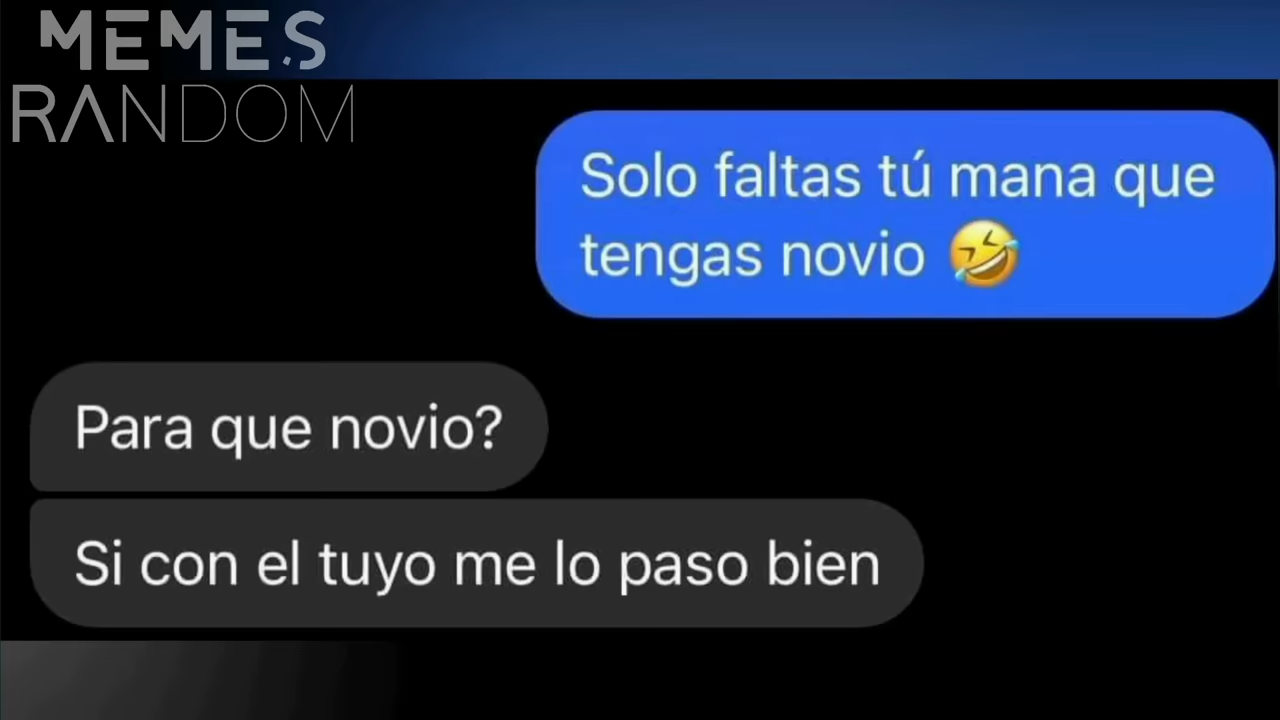 MEMES
RANDOM
Solo faltas tú mana que
tengas novio 🤣
Para que novio?
Si con el tuyo me lo paso bien